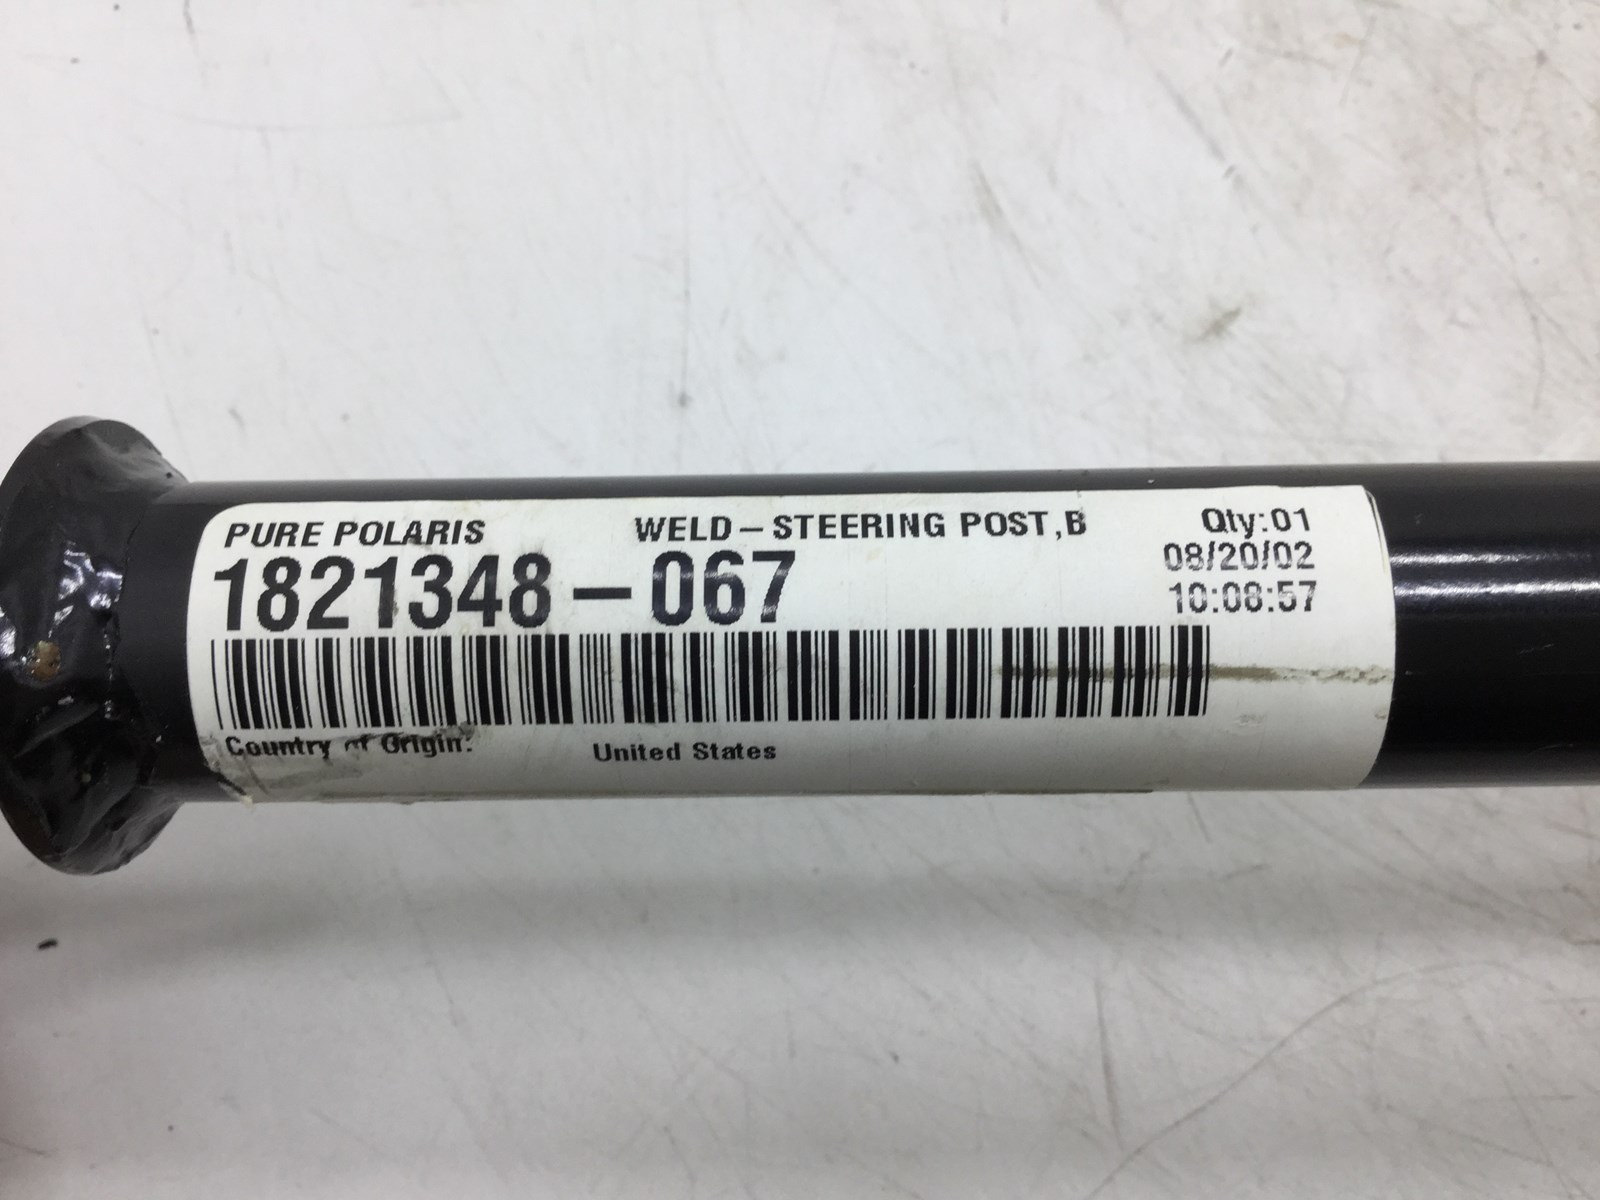 PURE POLARIS WELD-STEERING POST,B Qty:01
1821348-067 08/20/02
10:08:57
Country of Origin: United States